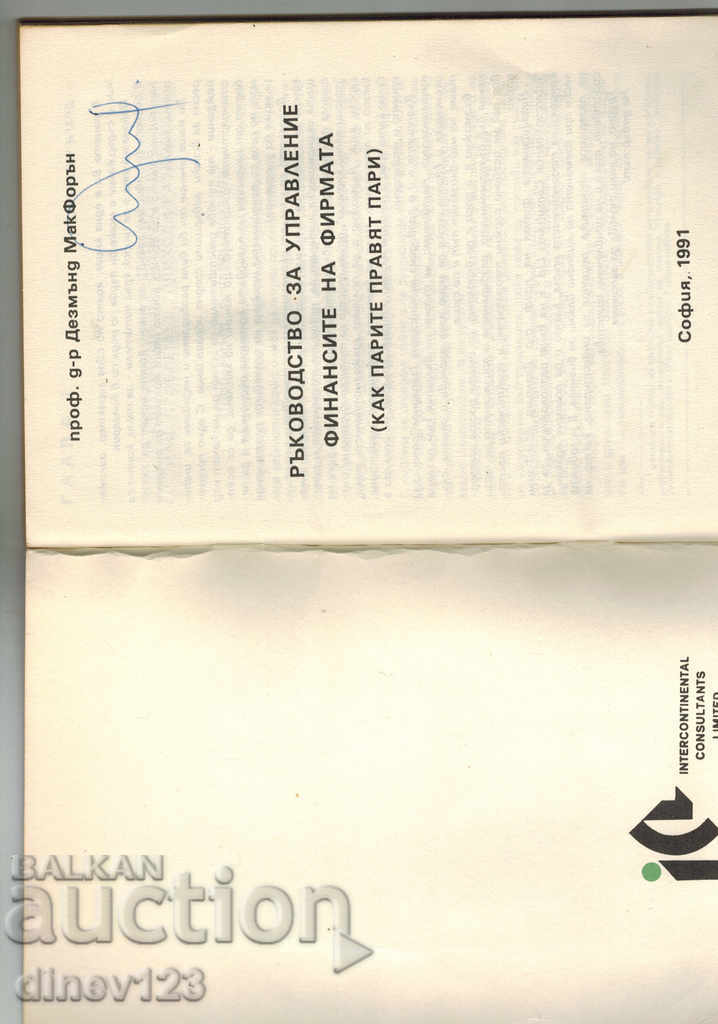 проф. д-р Дезмънд МакФорън
РЪКОВОДСТВО ЗА УПРАВЛЕНИЕ
ФИНАНСИТЕ НА ФИРМАТА
(КАК ПАРИТЕ ПРАВЯТ ПАРИ)
София, 1991
INTERCONTINENTAL
CONSULTANTS
LIMITED
BALKAN
auction
dinev123